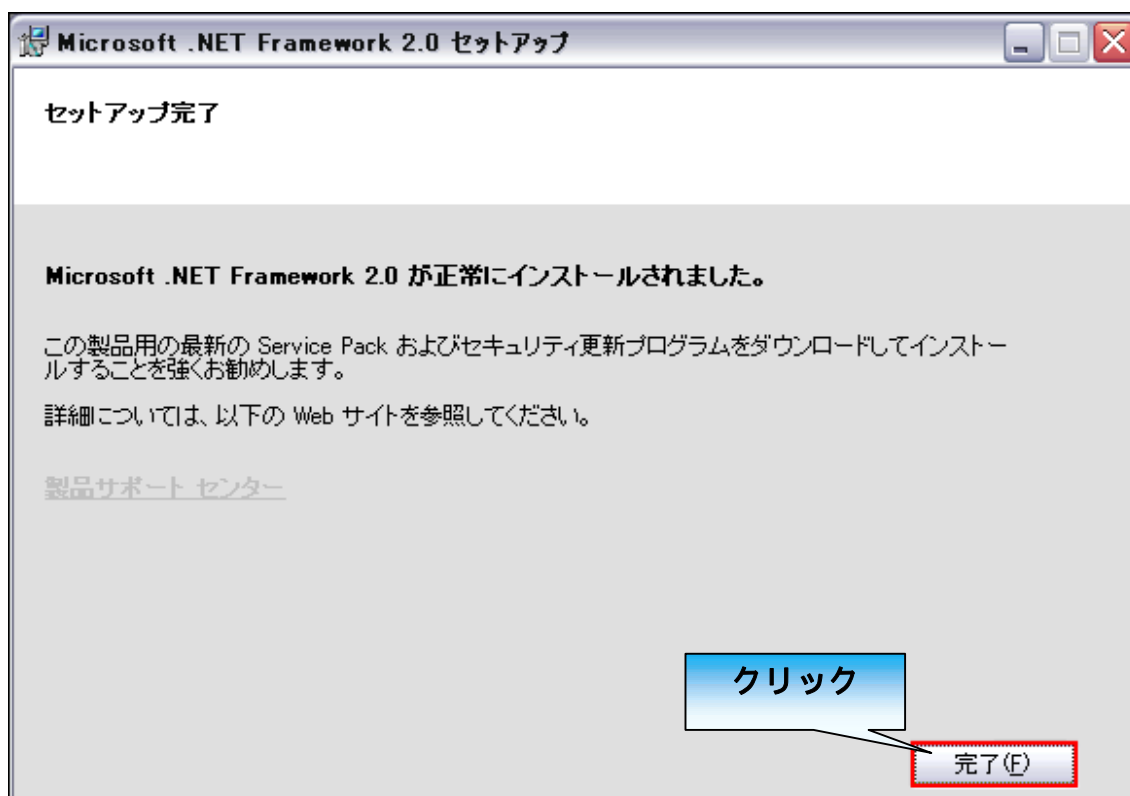 Microsoft .NET Framework 2.0 セットアップ
セットアップ完了
Microsoft .NET Framework 2.0 が正常にインストールされました。
この製品用の最新の Service Pack およびセキュリティ更新プログラムをダウンロードしてインストー
ルすることを強くお勧めします。
詳細については、以下の Web サイトを参照してください。
製品サポート センター
クリック
完了(F)